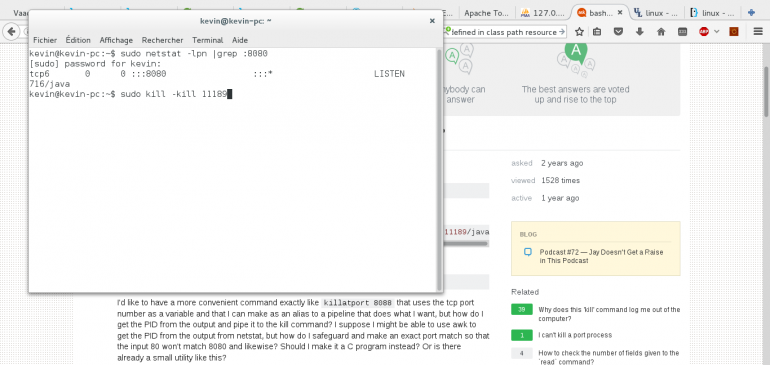 Vaa
kevin@kevin-pc: ~
E...
Apache To...
127.0.
bash...
linux - ...
linux - ...
lefined in class path resource
ABP
Fichier Édition Affichage Rechercher Terminal Aide
kevin@kevin-pc:~$ sudo netstat -lpn |grep :8080
[sudo] password for kevin:
tcp6 0 0 :::8080 :::* LISTEN
716/java
kevin@kevin-pc:~$ sudo kill -kill 11189
A
A
ybody can
answer
The best answers are voted
up and rise to the top
asked 2 years ago
viewed 1528 times
active 1 year ago
11189/java
BLOG
Podcast #72 — Jay Doesn't Get a Raise
in This Podcast
I'd like to have a more convenient command exactly like killatport 8088 that uses the tcp port
number as a variable and that I can make as an alias to a pipeline that does what I want, but how do I
get the PID from the output and pipe it to the kill command? I suppose I might be able to use awk to
get the PID from the output from netstat, but how do I safeguard and make an exact port match so that
the input 80 won't match 8080 and likewise? Should I make it a C program instead? Or is there
already a small utility like this?
Related
39 Why does this 'kill' command log me out of the
computer?
1 I can't kill a port process
4 How to check the number of fields given to the
`read` command?